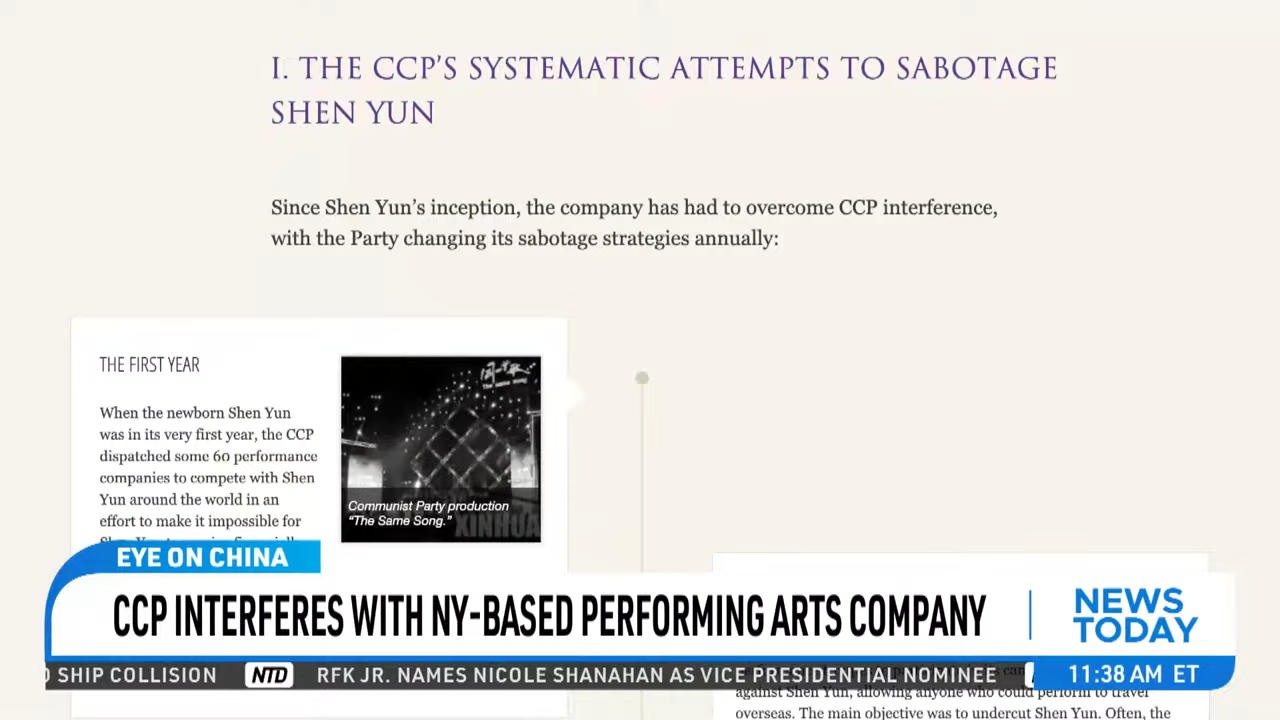 I. THE CCP'S SYSTEMATIC ATTEMPTS TO SABOTAGE
SHEN YUN
Since Shen Yun's inception, the company has had to overcome CCP interference,
with the Party changing its sabotage strategies annually:
THE FIRST YEAR
When the newborn Shen Yun
was in its very first year, the CCP
dispatched some 60 performance
companies to compete with Shen
Yun around the world in an
effort to make it impossible for
The same song
Communist Party production
"The Same Song."
XINHUA
EYE ON CHINA
CCP INTERFERES WITH NY-BASED PERFORMING ARTS COMPANY
NEWS
TODAY
O SHIP COLLISION NTD RFK JR. NAMES NICOLE SHANAHAN AS VICE PRESIDENTIAL NOMINEE
11:38 AM ET
against Shen Yun, allowing anyone who could perform to travel
overseas. The main objective was to undercut Shen Yun. Often, the